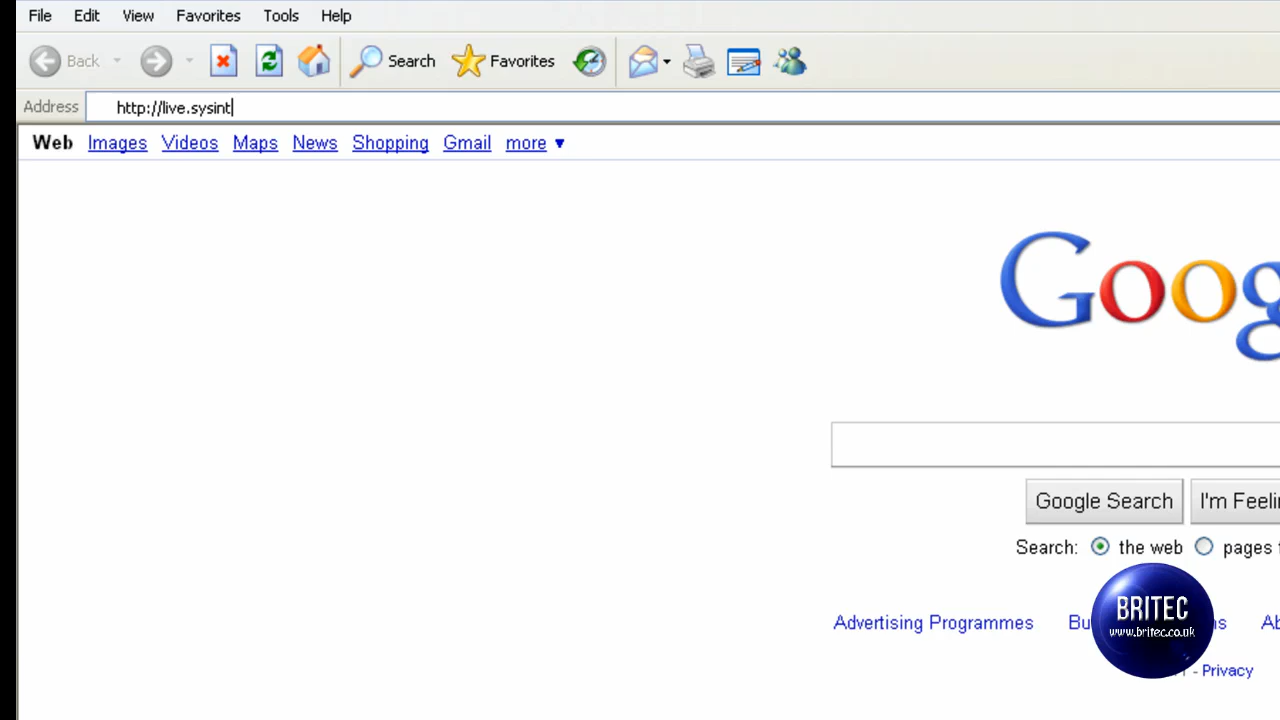 File Edit View Favorites Tools Help
Back Search Favorites
Address http://live.sysint
Web Images Videos Maps News Shopping Gmail more ▼
Goog
Google Search I'm Feeli
Search: the web pages f
Advertising Programmes Bu ns Ab
- Privacy
BRITEC
www.britec.co.uk